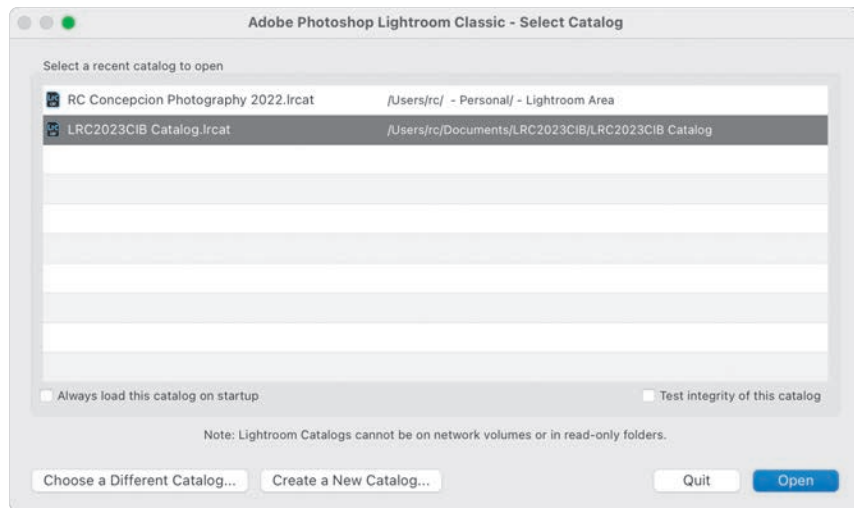 Adobe Photoshop Lightroom Classic - Select Catalog
Select a recent catalog to open
RC Concepcion Photography 2022.lrcat /Users/rc/ - Personal/ - Lightroom Area
LRC2023CIB Catalog.lrcat /Users/rc/Documents/LRC2023CIB/LRC2023CIB Catalog
Always load this catalog on startup Test integrity of this catalog
Note: Lightroom Catalogs cannot be on network volumes or in read-only folders.
Choose a Different Catalog... Create a New Catalog... Quit Open